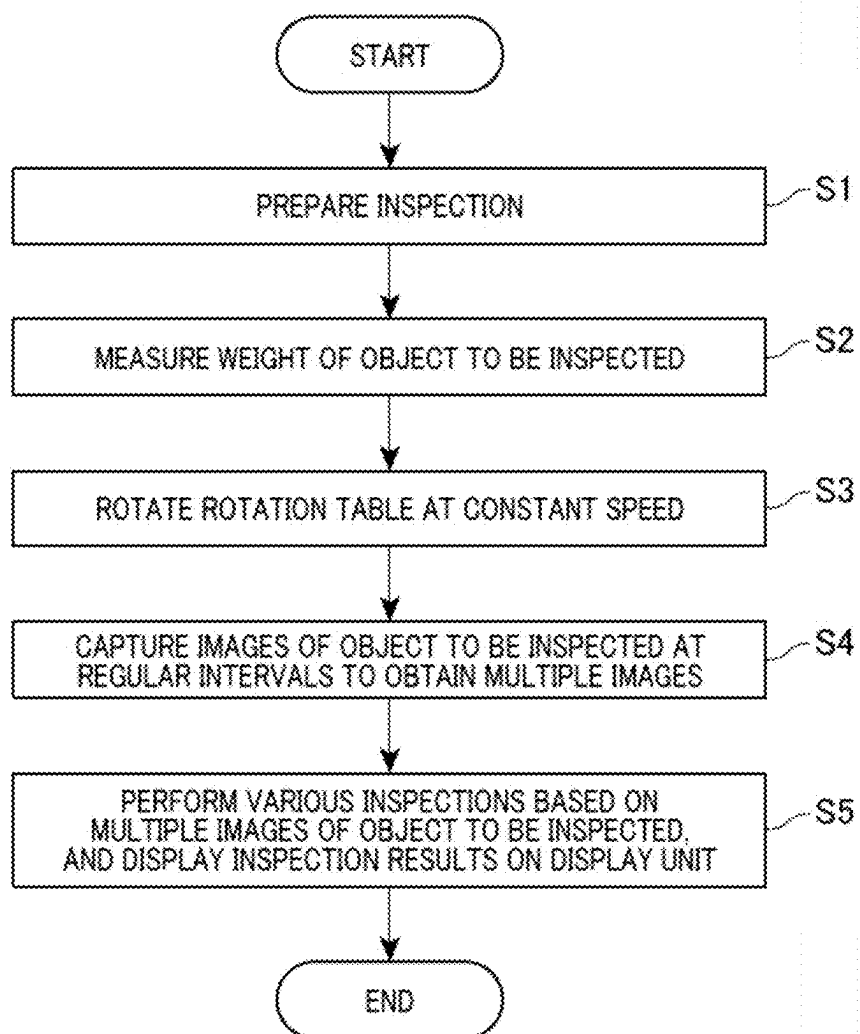 START
PREPARE INSPECTION
S1
MEASURE WEIGHT OF OBJECT TO BE INSPECTED
S2
ROTATE ROTATION TABLE AT CONSTANT SPEED
S3
CAPTURE IMAGES OF OBJECT TO BE INSPECTED AT
REGULAR INTERVALS TO OBTAIN MULTIPLE IMAGES
S4
PERFORM VARIOUS INSPECTIONS BASED ON
MULTIPLE IMAGES OF OBJECT TO BE INSPECTED,
AND DISPLAY INSPECTION RESULTS ON DISPLAY UNIT
S5
END